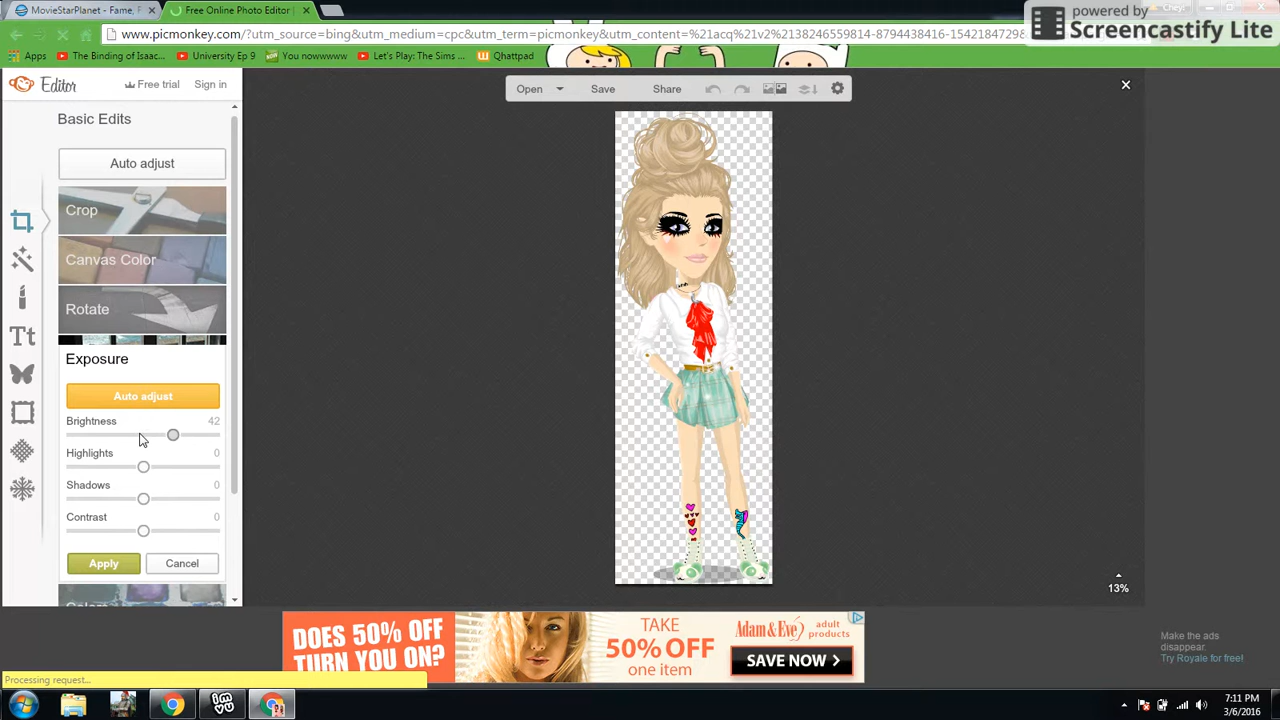 MovieStarPlanet - Fame, F
Free Online Photo Editor |
Chey!
powered by
Screencastify Lite
www.picmonkey.com/?utm_source=bing&utm_medium=cpc&utm_term=picmonkey&utm_content=%21acq%21v2%2138246559814-8794438416-15421847298
Apps
The Binding of Isaac...
University Ep 9
You nowwwww
Let's Play: The Sims ...
Qhattpad
Editor
Free trial
Sign in
Open
Save
Share
Basic Edits
Auto adjust
Crop
Canvas Color
Rotate
Exposure
Auto adjust
Brightness 42
Highlights 0
Shadows 0
Contrast 0
Apply
Cancel
Colors
13%
DOES 50% OFF
TURN YOU ON?
TAKE
50% OFF
one item
Adam & Eve
adult
products
SAVE NOW
Make the ads
disappear.
Try Royale for free!
Processing request...
7:11 PM
3/6/2016